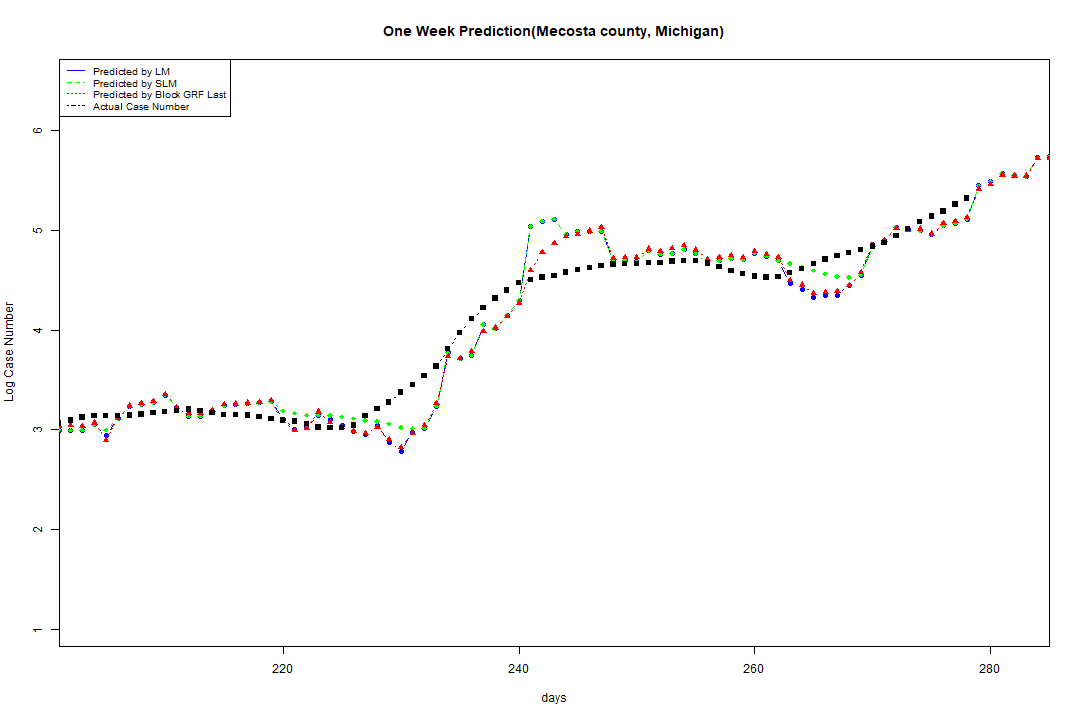 One Week Prediction(Mecosta county, Michigan)
Predicted by LM
Predicted by SLM
Predicted by Block GRF Last
Actual Case Number
6
5
4
3
2
1
Log Case Number
220 240 260 280
days